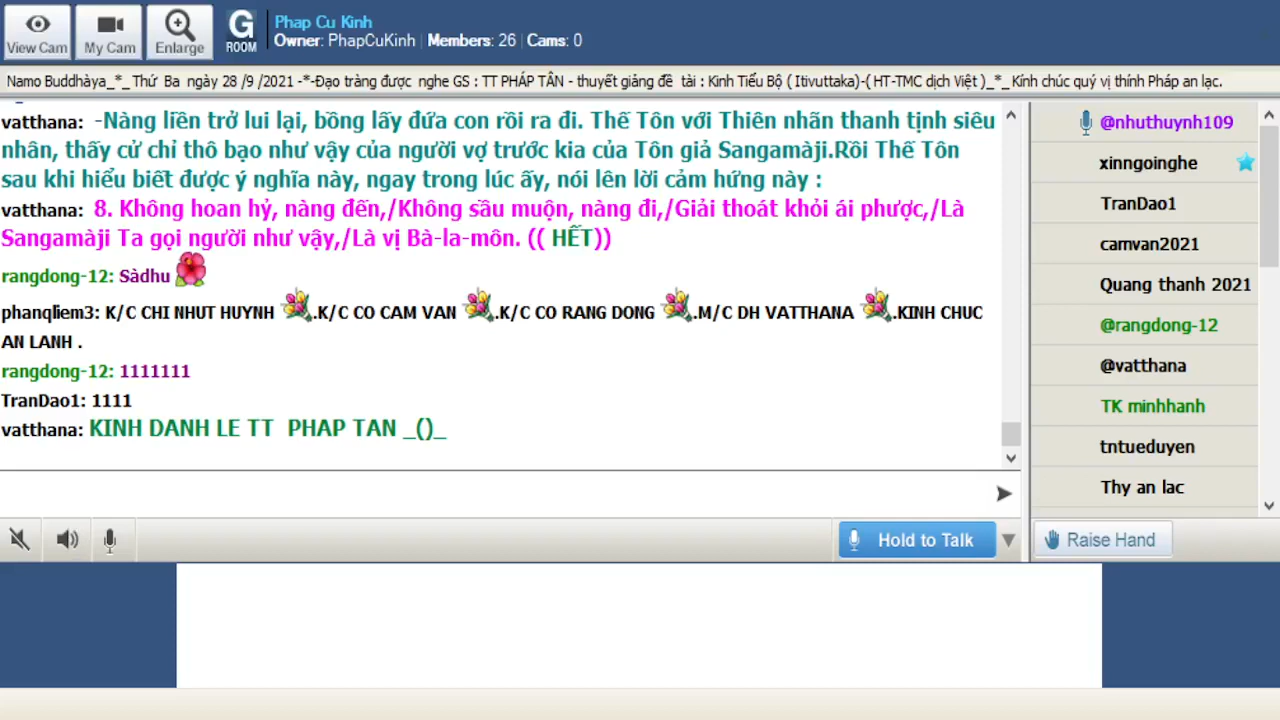 View Cam
My Cam
Enlarge
G
ROOM
Phap Cu Kinh
Owner: PhapCuKinh Members: 26 Cams: 0
Namo Buddhàya_*_Thứ Ba ngày 28 /9 /2021 -*-Đạo tràng được nghe GS : TT PHÁP TÂN - thuyết giảng đề tài : Kinh Tiểu Bộ ( Itivuttaka)-( HT-TMC dịch Việt )_*_Kính chúc quý vị thính Pháp an lạc.
vatthana: -Nàng liền trở lui lại, bồng lấy đứa con rồi ra đi. Thế Tôn với Thiên nhãn thanh tịnh siêu
nhân, thấy cử chỉ thô bạo như vậy của người vợ trước kia của Tôn giả Sangamàji.Rồi Thế Tôn
sau khi hiểu biết được ý nghĩa này, ngay trong lúc ấy, nói lên lời cảm hứng này :
vatthana: 8. Không hoan hỷ, nàng đến,/Không sầu muộn, nàng đi,/Giải thoát khỏi ái phược,/Là
Sangamàji Ta gọi người như vậy,/Là vị Bà-la-môn. (( HẾT))
rangdong-12: Sàdhu
phanqliem3: K/C CHI NHUT HUYNH .K/C CO CAM VAN .K/C CO RANG DONG .M/C DH VATTHANA .KINH CHUC
AN LANH .
rangdong-12: 1111111
TranDao1: 1111
vatthana: KINH DANH LE TT PHAP TAN _()_
@nhuthuynh109
xinngoinghe
TranDao1
camvan2021
Quang thanh 2021
@rangdong-12
@vatthana
TK minhhanh
tntueduyen
Thy an lac
Hold to Talk
Raise Hand